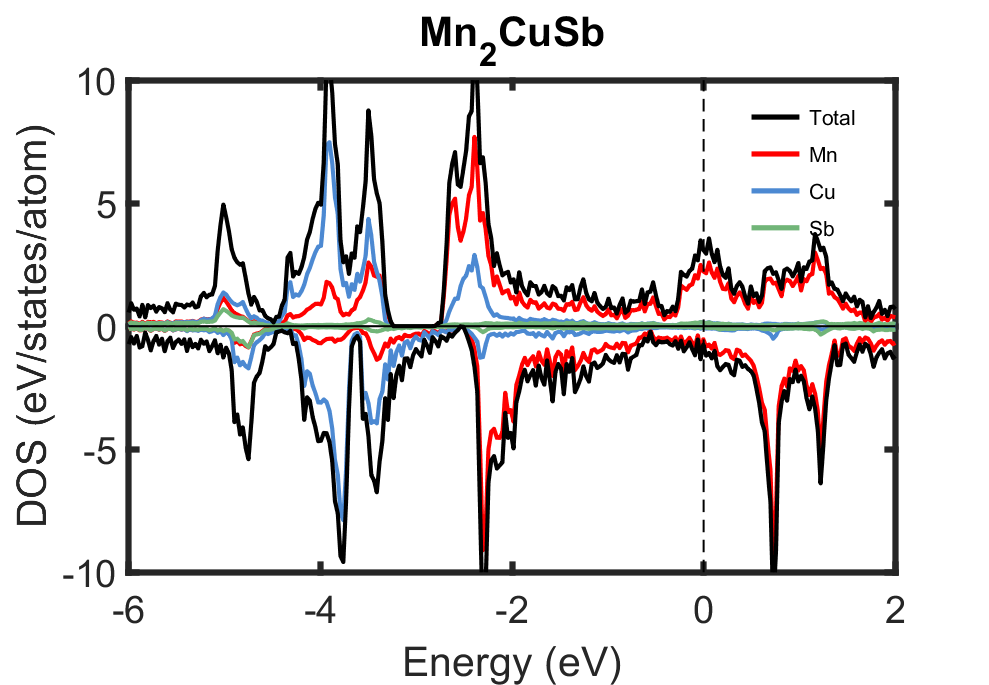 Mn2CuSb
DOS (eV/states/atom)
10
5
0
-5
-10
Total
Mn
Cu
Sb
-6 -4 -2 0 2
Energy (eV)